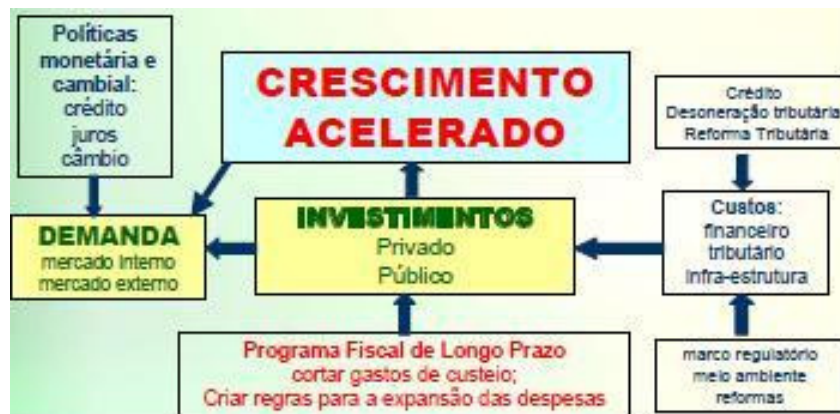 Políticas
monetária e
cambial:
crédito
juros
câmbio
CRESCIMENTO
ACELERADO
Crédito
Desoneração tributária
Reforma Tributária
DEMANDA
mercado interno
mercado externo
INVESTIMENTOS
Privado
Público
Custos:
financeiro
tributário
infra-estrutura
Programa Fiscal de Longo Prazo
cortar gastos de custeio;
Criar regras para a expansão das despesas
marco regulatório
meio ambiente
reformas